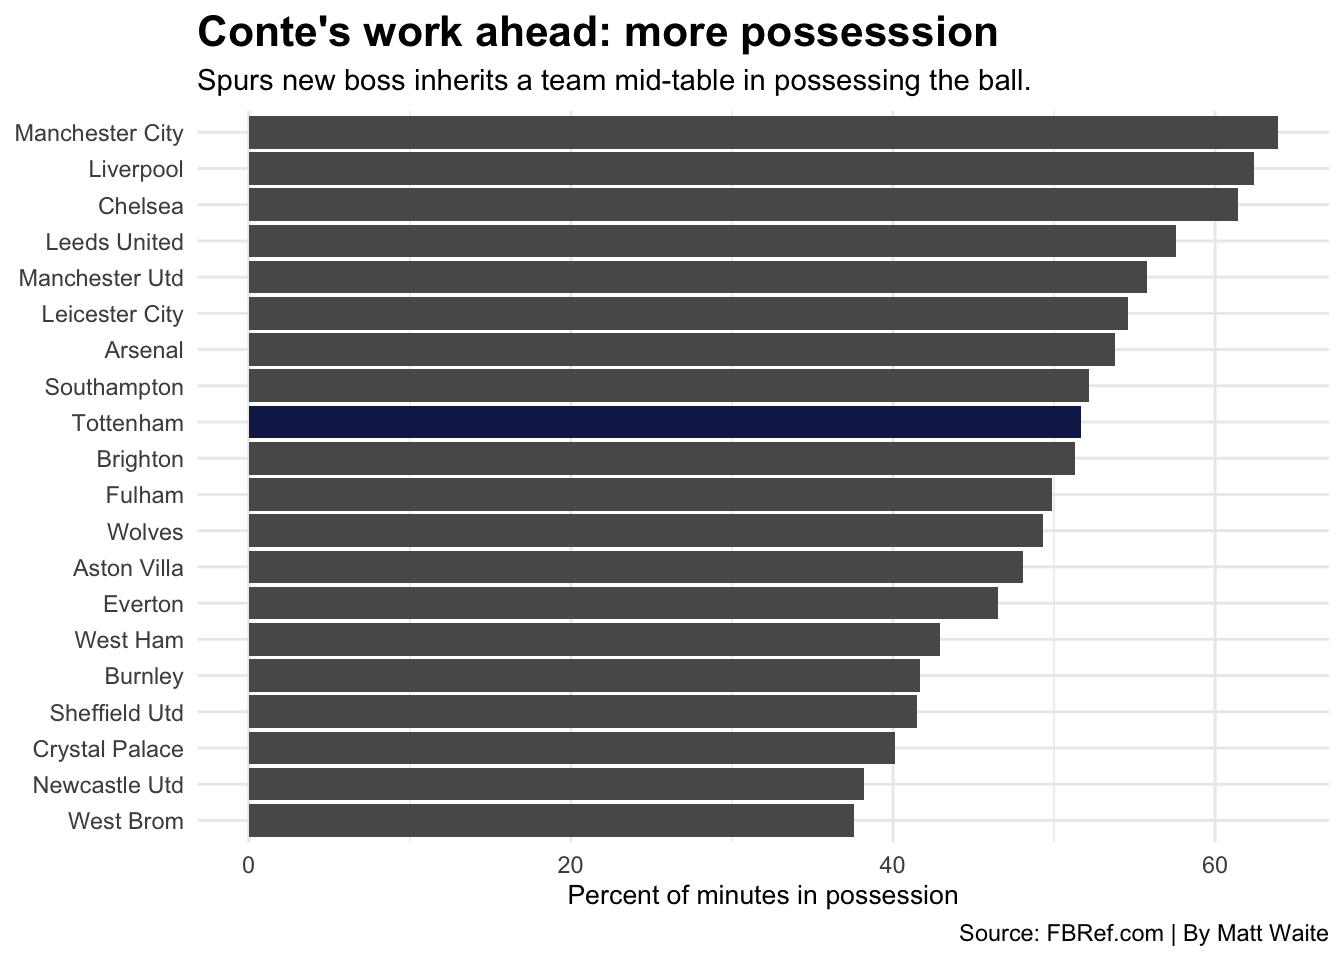 Conte's work ahead: more possesssion
Spurs new boss inherits a team mid-table in possessing the ball.
Manchester City
Liverpool
Chelsea
Leeds United
Manchester Utd
Leicester City
Arsenal
Southampton
Tottenham
Brighton
Fulham
Wolves
Aston Villa
Everton
West Ham
Burnley
Sheffield Utd
Crystal Palace
Newcastle Utd
West Brom
0 20 40 60
Percent of minutes in possession
Source: FBRef.com | By Matt Waite